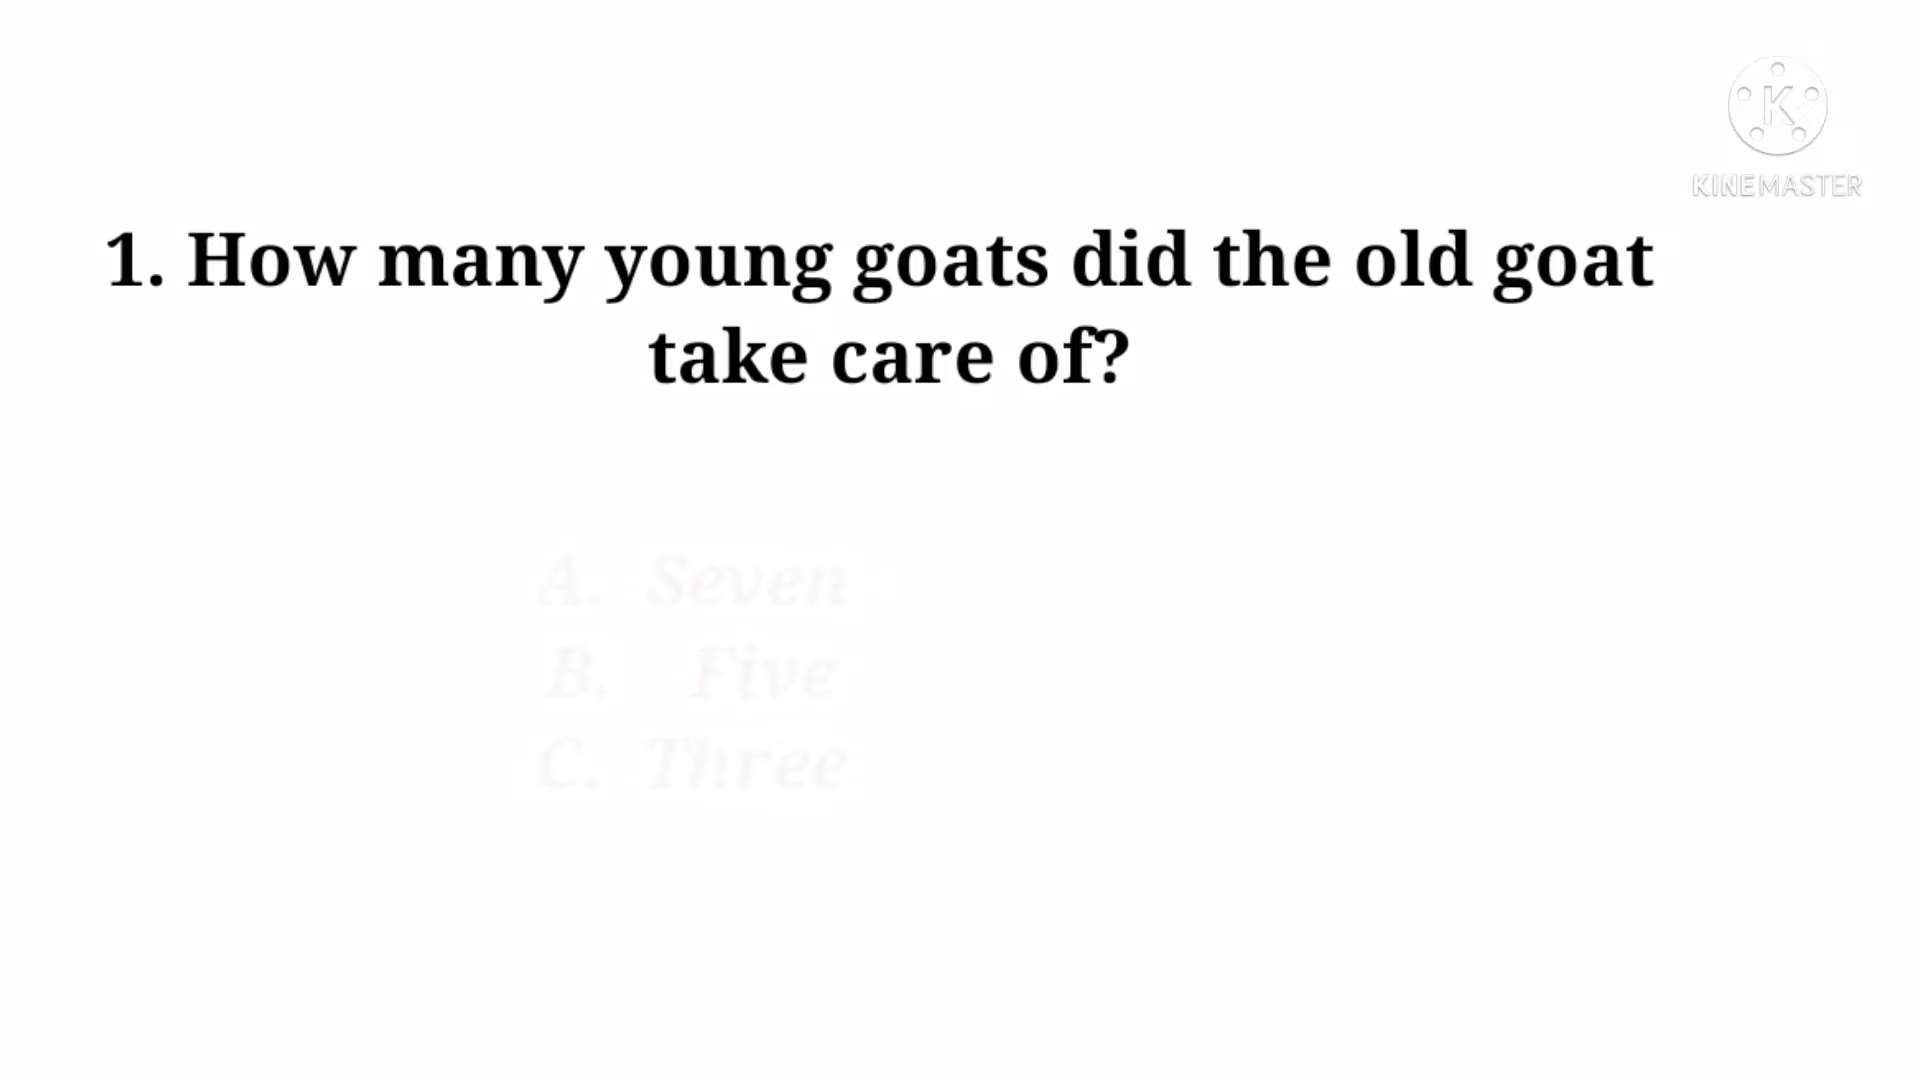 KINEMASTER
1. How many young goats did the old goat
take care of?
A. Seven
B. Five
C. Three